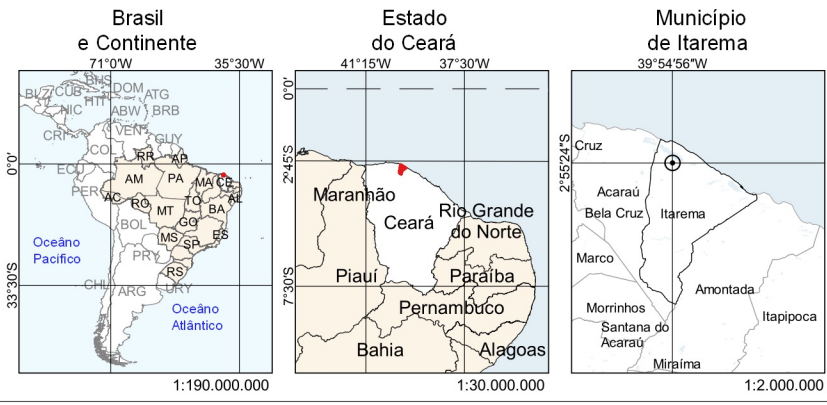 Brasil
e Continente
71°0'W
35°30'W
0°0'
33°30'S
BHS
BLZ
CUB
DOM
HTI
ATG
NIC
ABW
BRB
CRI
VEN
GUY
COL
RR
AP
ECU
AM
PA
MA
CE
PER
AC
RO
TO
AL
MT
BA
BOL
GO
MS
ES
SP
PRY
RS
CHL
ARG
URY
Oceâno
Pacífico
Oceâno
Atlântico
1:190.000.000
Estado
do Ceará
41°15'W
37°30'W
0°0'
2°45'S
7°30'S
Maranhão
Ceará
Rio Grande
do Norte
Piauí
Paraíba
Pernambuco
Bahia
Alagoas
1:30.000.000
Município
de Itarema
39°54'56"W
2°55'24"S
Cruz
Acaraú
Bela Cruz
Itarema
Marco
Amontada
Morrinhos
Itapipoca
Santana do
Acaraú
Miraíma
1:2.000.000